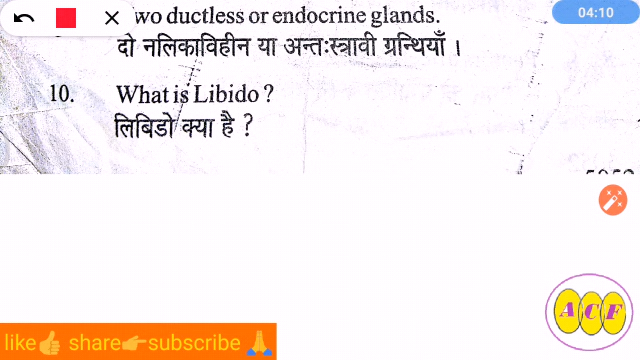 wo ductless or endocrine glands.
04:10
दो नलिकाविहीन या अन्तःस्त्रावी ग्रन्थियाँ ।
10. What is Libido ?
लिबिडो क्या है ?
ACF
like👍 share👉subscribe 🙏